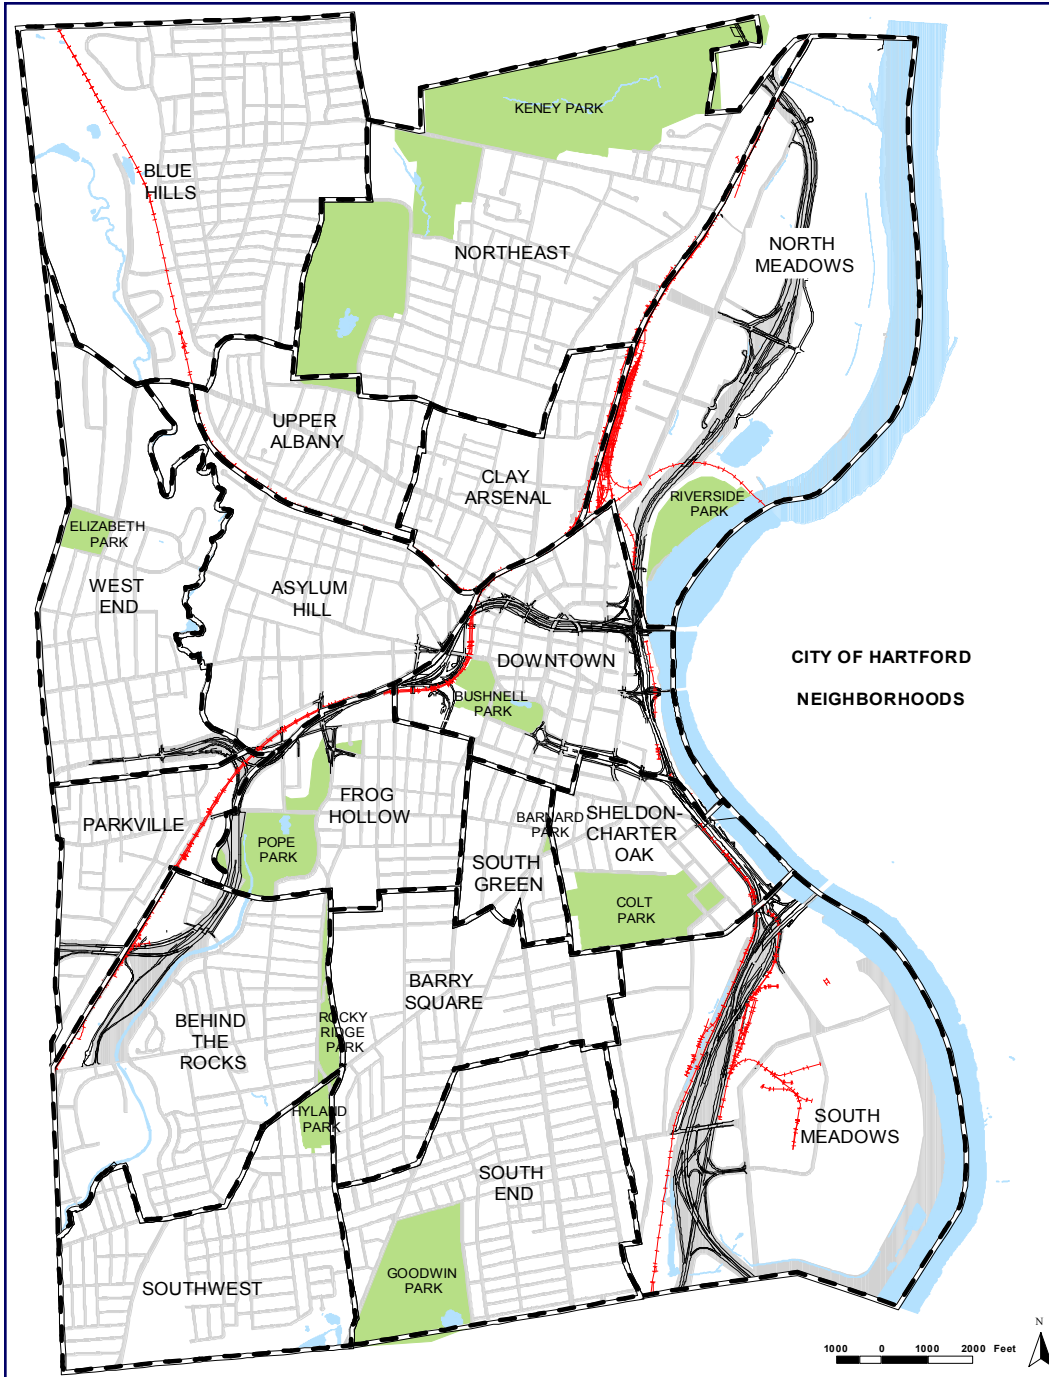 KENEY PARK
BLUE
HILLS
NORTHEAST
NORTH
MEADOWS
UPPER
ALBANY
CLAY
ARSENAL
RIVERSIDE
PARK
ELIZABETH
PARK
WEST
END
ASYLUM
HILL
DOWNTOWN
CITY OF HARTFORD
NEIGHBORHOODS
BUSHNELL
PARK
FROG
HOLLOW
PARKVILLE
BARNARD
PARK
SHELDON-
CHARTER
OAK
POPE
PARK
SOUTH
GREEN
COLT
PARK
BARRY
SQUARE
BEHIND
THE
ROCKS
ROCKY
RIDGE
PARK
HYLAND
PARK
SOUTH
MEADOWS
SOUTH
END
SOUTHWEST
GOODWIN
PARK
N
1000 0 1000 2000 Feet